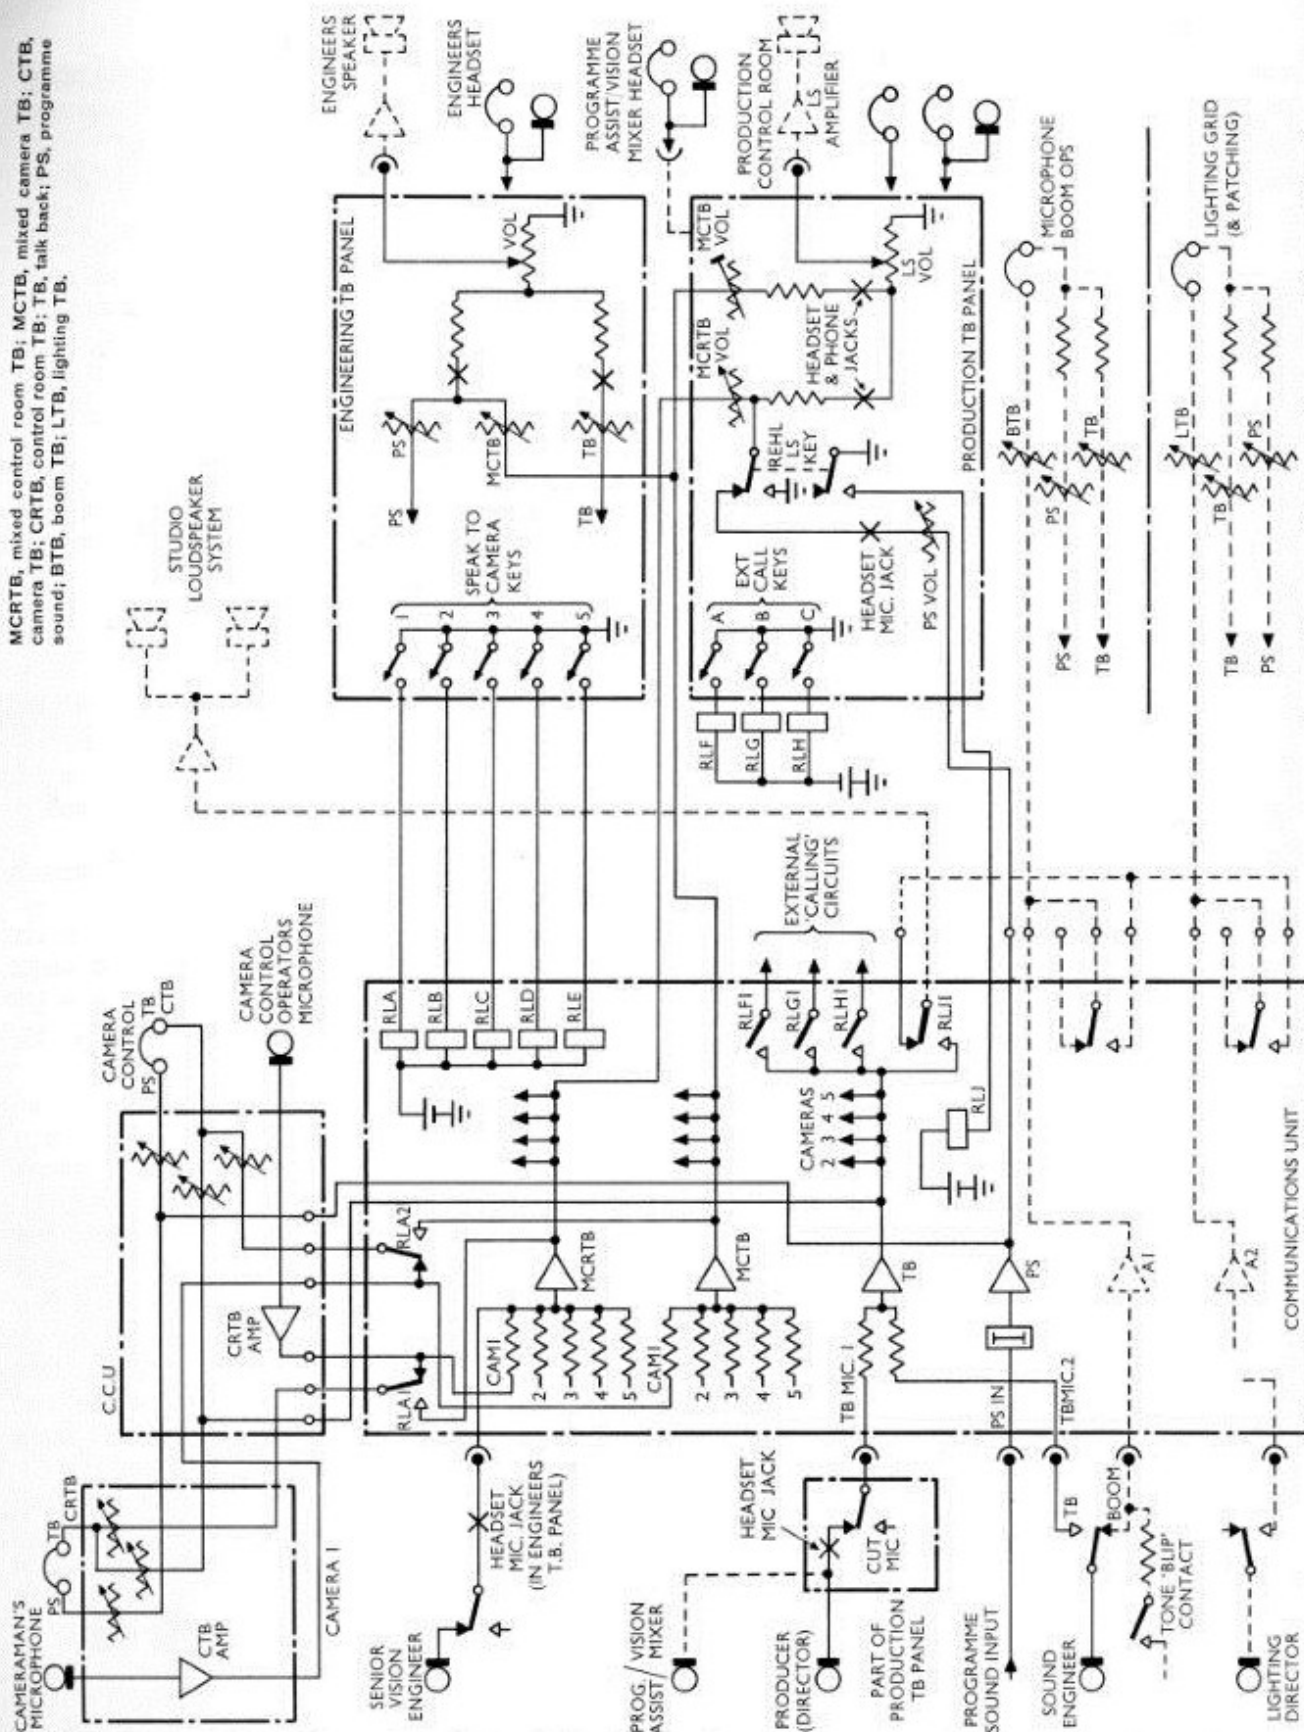 MCRTB, mixed control room TB; MCTB, mixed camera TB; CTB,
camera TB; CRTB, control room TB; TB, talk back; PS, programme
sound; BTB, boom TB; LTB, lighting TB.
ENGINEERS
SPEAKER
ENGINEERS
HEADSET
PROGRAMME
ASSIST/VISION
MIXER HEADSET
PRODUCTION
CONTROL ROOM
LS
AMPLIFIER
MICROPHONE
BOOM OPS
LIGHTING GRID
(& PATCHING)
ENGINEERING TB PANEL
VOL
PS
MCTB
TB
PS
TB
SPEAK TO
CAMERA
KEYS
1
2
3
4
5
MCTB
VOL
MCRTB
VOL
LS
VOL
HEADSET
& PHONE
JACKS
PRODUCTION TB PANEL
IREHL
LS
KEY
EXT
CALL
KEYS
A
B
C
HEADSET
MIC. JACK
PS VOL
RLF
RLG
RLH
BTB
PS
TB
PS
TB
LTB
TB
PS
TB
PS
STUDIO
LOUDSPEAKER
SYSTEM
EXTERNAL
'CALLING'
CIRCUITS
CAMERA
CONTROL
PS
TB
CTB
CAMERA
CONTROL
OPERATORS
MICROPHONE
RLA
RLB
RLC
RLD
RLE
RLF1
RLG1
RLH1
RLJ1
CAMERAS
2 3 4 5
RLJ
C.C.U
CRTB
AMP
RLA1
RLA2
MCRTB
MCTB
TB
PS
A1
A2
COMMUNICATIONS UNIT
CAM1
2
3
4
5
CAM1
2
3
4
5
TB MIC. 1
PS IN
TBMIC.2
CAMERAMAN'S
MICROPHONE
PS
TB
CRTB
CTB
AMP
CAMERA 1
SENIOR
VISION
ENGINEER
HEADSET
MIC. JACK
(IN ENGINEERS
T.B. PANEL)
PROG.
ASSIST/VISION
MIXER
HEADSET
MIC JACK
CUT
MIC
PRODUCER
(DIRECTOR)
PART OF
PRODUCTION
TB PANEL
PROGRAMME
SOUND INPUT
SOUND
ENGINEER
TB
BOOM
TONE 'BLIP'
CONTACT
LIGHTING
DIRECTOR